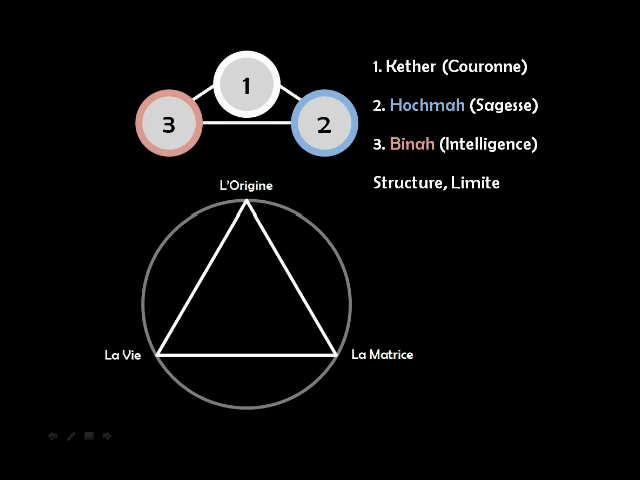 1
3
2
1. Kether (Couronne)
2. Hochmah (Sagesse)
3. Binah (Intelligence)
Structure, Limite
L'Origine
La Vie
La Matrice